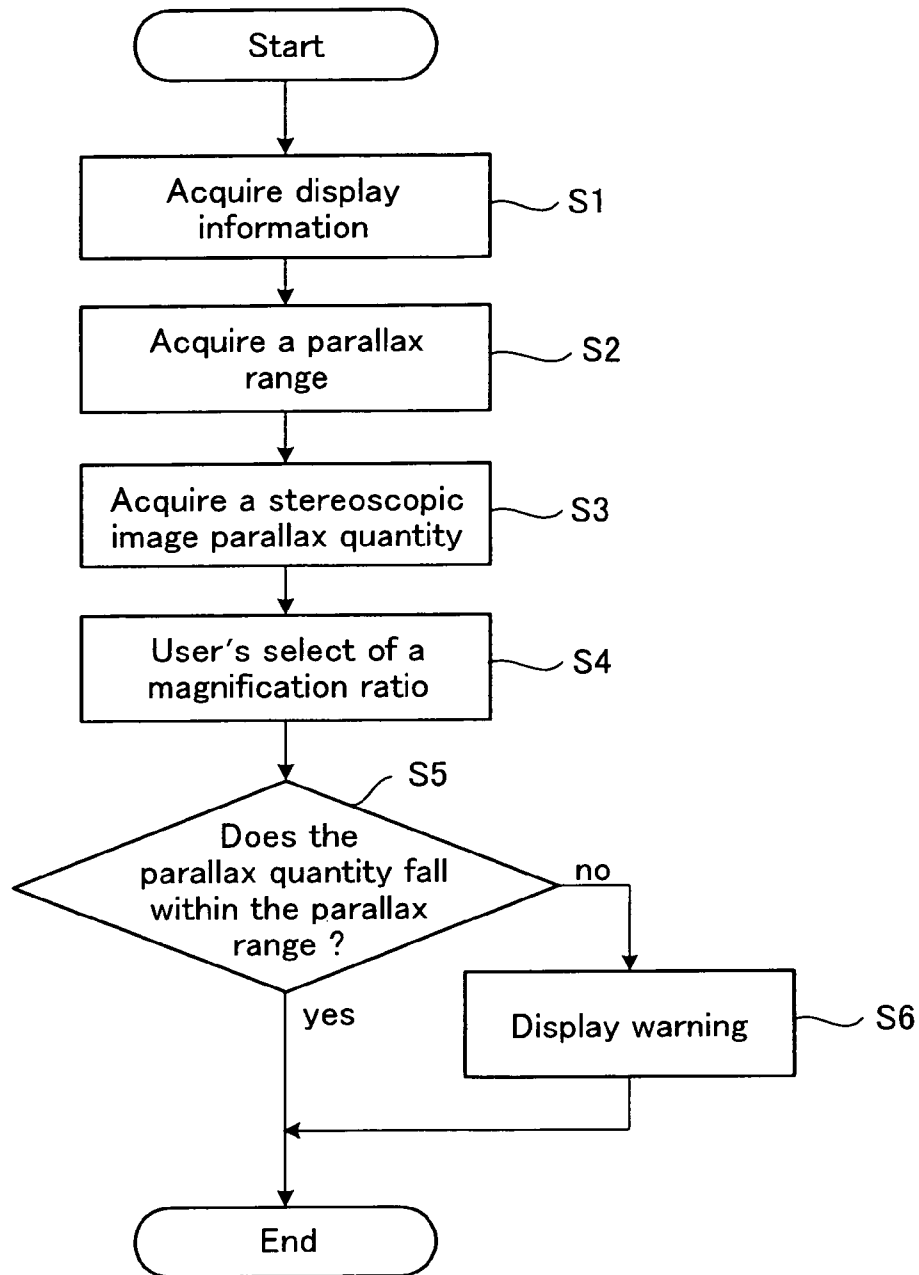 Start
Acquire display
information
S1
Acquire a parallax
range
S2
Acquire a stereoscopic
image parallax quantity
S3
User's select of a
magnification ratio
S4
S5
Does the
parallax quantity fall
within the parallax
range ?
no
yes
Display warning
S6
End